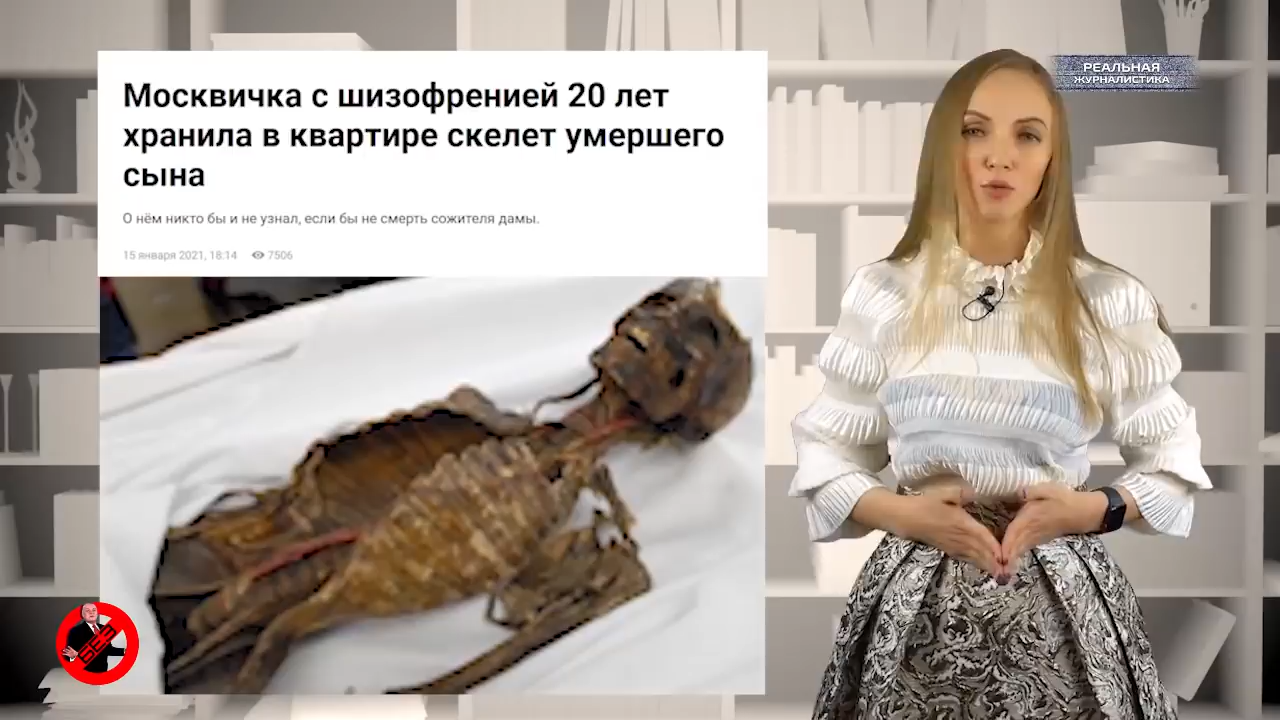 Москвичка с шизофренией 20 лет
хранила в квартире скелет умершего
сына
О нём никто бы и не узнал, если бы не смерть сожителя дамы.
15 января 2021, 18:14 7506
РЕАЛЬНАЯ
ЖУРНАЛИСТИКА